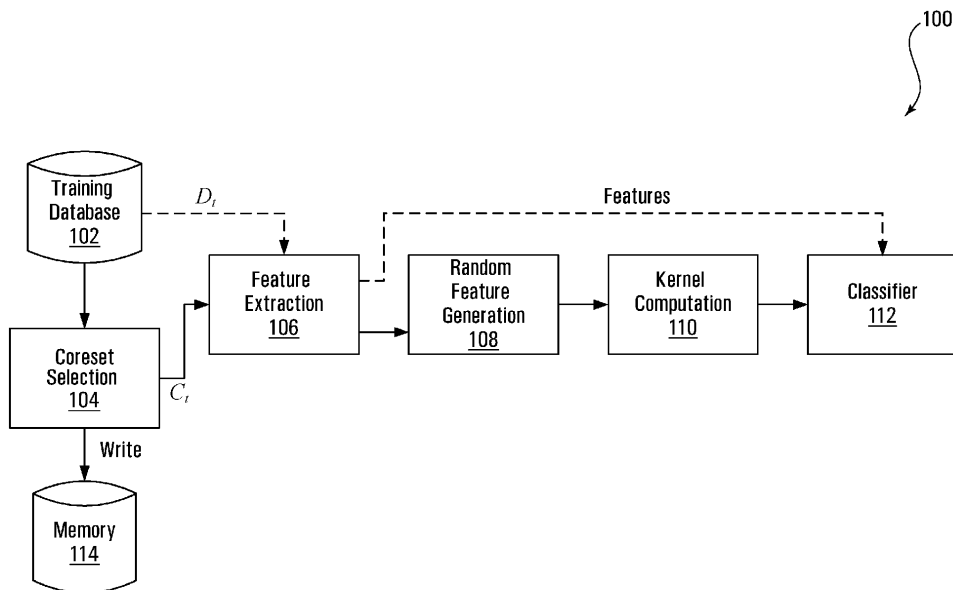 100
Training
Database
102
D_t
Features
Feature
Extraction
106
Random
Feature
Generation
108
Kernel
Computation
110
Classifier
112
Coreset
Selection
104
C_t
Write
Memory
114